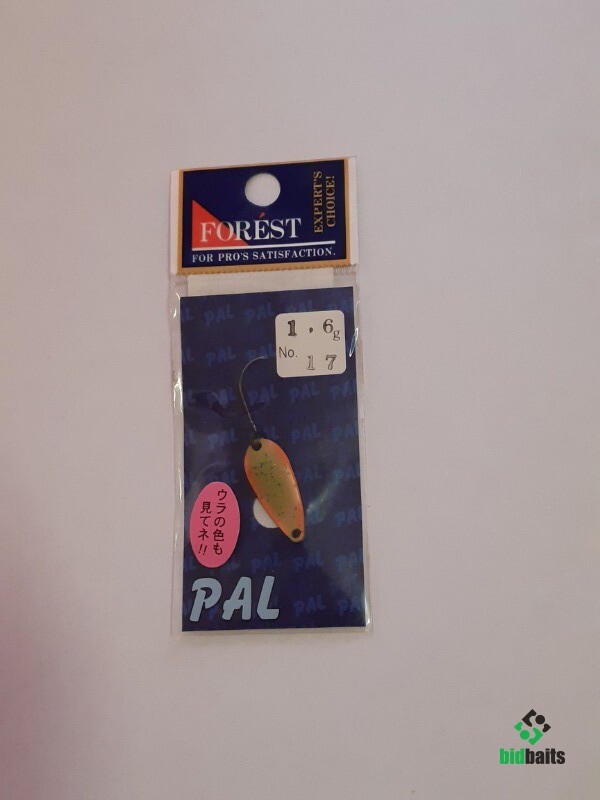 FORÉST
EXPERT'S
CHOICE!
FOR PRO'S SATISFACTION.
1.6g
No. 17
ウラの色も
見てネ!!
PAL
bidbaits